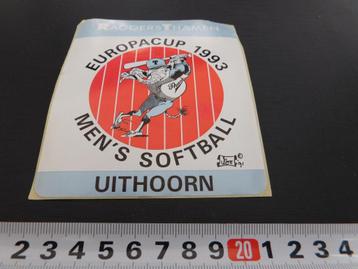 RADDERS THAMEN
EUROPACUP 1993
MEN'S SOFTBALL
UITHOORN
2 3 4 5 6 7 8 9 20 1 2 3 4